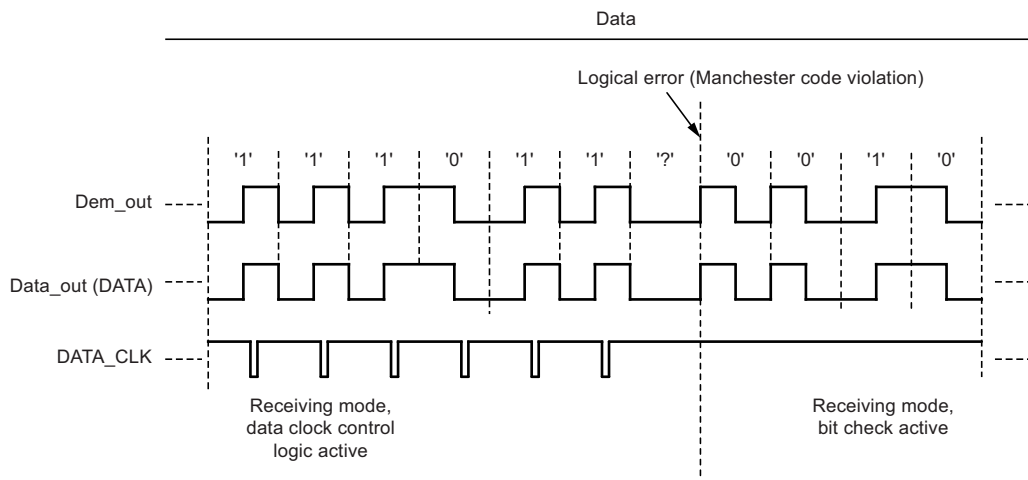 Data
Logical error (Manchester code violation)
'1' '1' '1' '0' '1' '1' '?' '0' '0' '1' '0'
Dem_out
Data_out (DATA)
DATA_CLK
Receiving mode,
data clock control
logic active
Receiving mode,
bit check active